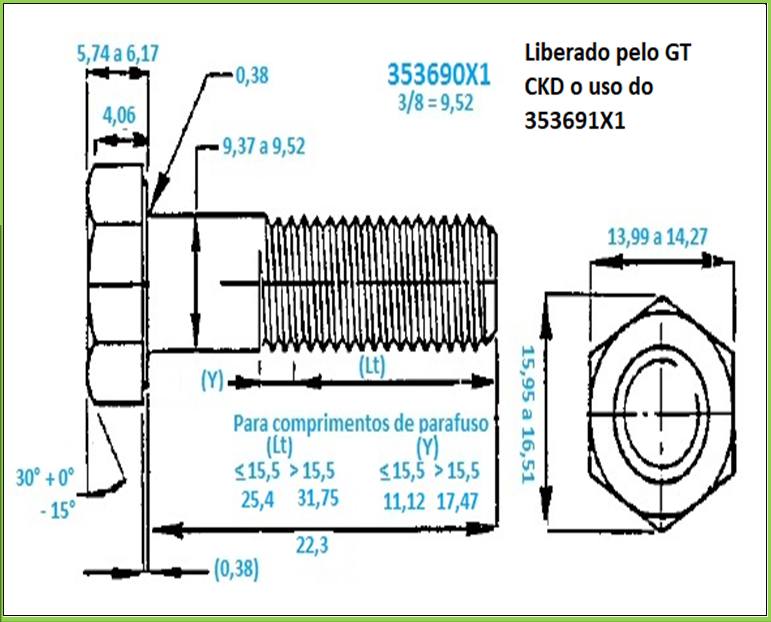 5,74 a 6,17
4,06
0,38
9,37 a 9,52
353690X1
3/8 = 9,52
Liberado pelo GT
CKD o uso do
353691X1
13,99 a 14,27
15,95 a 16,51
(Y)
(Lt)
Para comprimentos de parafuso
(Lt) (Y)
≤ 15,5 > 15,5 ≤ 15,5 > 15,5
25,4 31,75 11,12 17,47
30° + 0°
- 15°
22,3
(0,38)